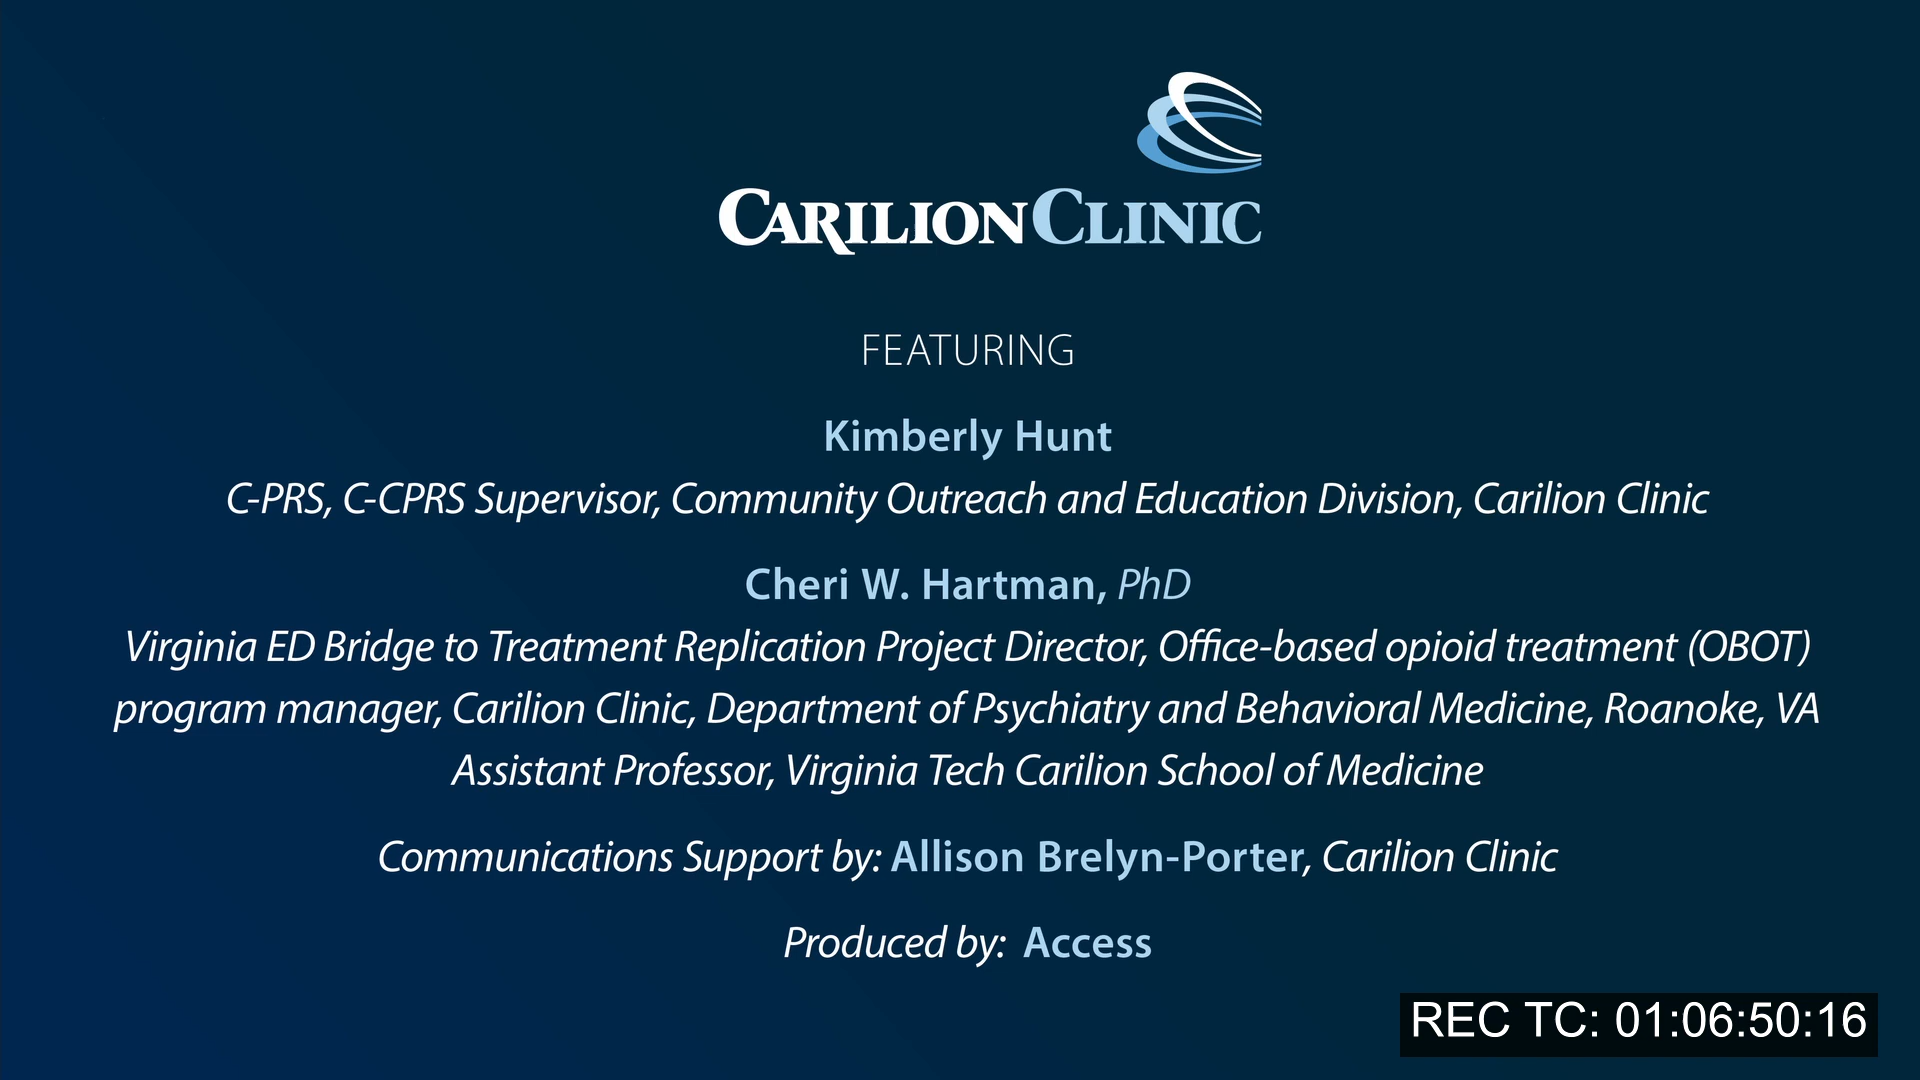 CARILION CLINIC
FEATURING
Kimberly Hunt
C-PRS, C-CPRS Supervisor, Community Outreach and Education Division, Carilion Clinic
Cheri W. Hartman, PhD
Virginia ED Bridge to Treatment Replication Project Director, Office-based opioid treatment (OBOT)
program manager, Carilion Clinic, Department of Psychiatry and Behavioral Medicine, Roanoke, VA
Assistant Professor, Virginia Tech Carilion School of Medicine
Communications Support by: Allison Brelyn-Porter, Carilion Clinic
Produced by: Access
REC TC: 01:06:50:16